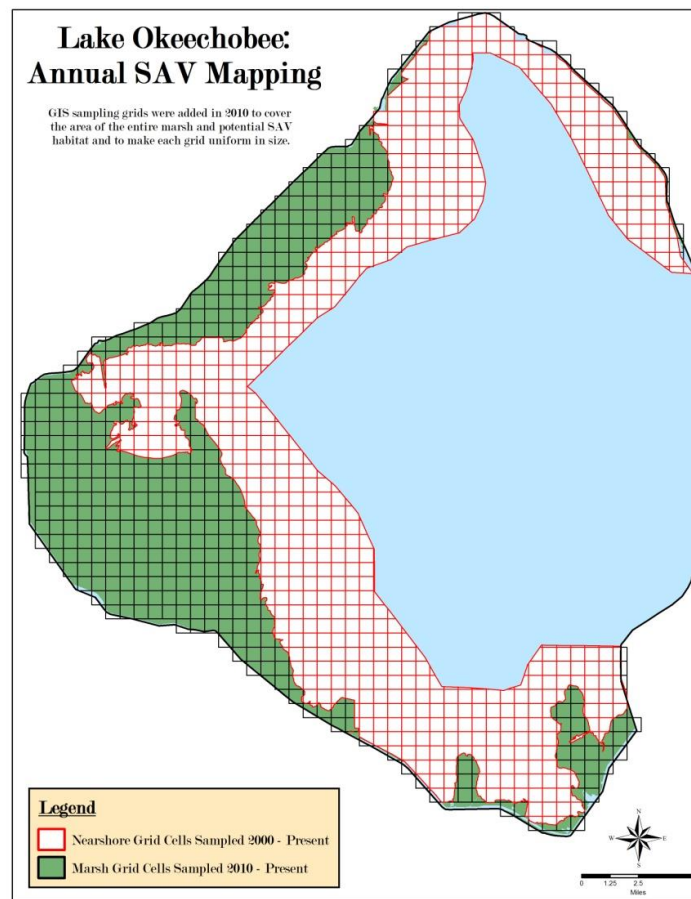 Lake Okeechobee:
Annual SAV Mapping
GIS sampling grids were added in 2010 to cover
the area of the entire marsh and potential SAV
habitat and to make each grid uniform in size.
Legend
Nearshore Grid Cells Sampled 2000 - Present
Marsh Grid Cells Sampled 2010 - Present
N
W E
S
0 1.25 2.5
Miles